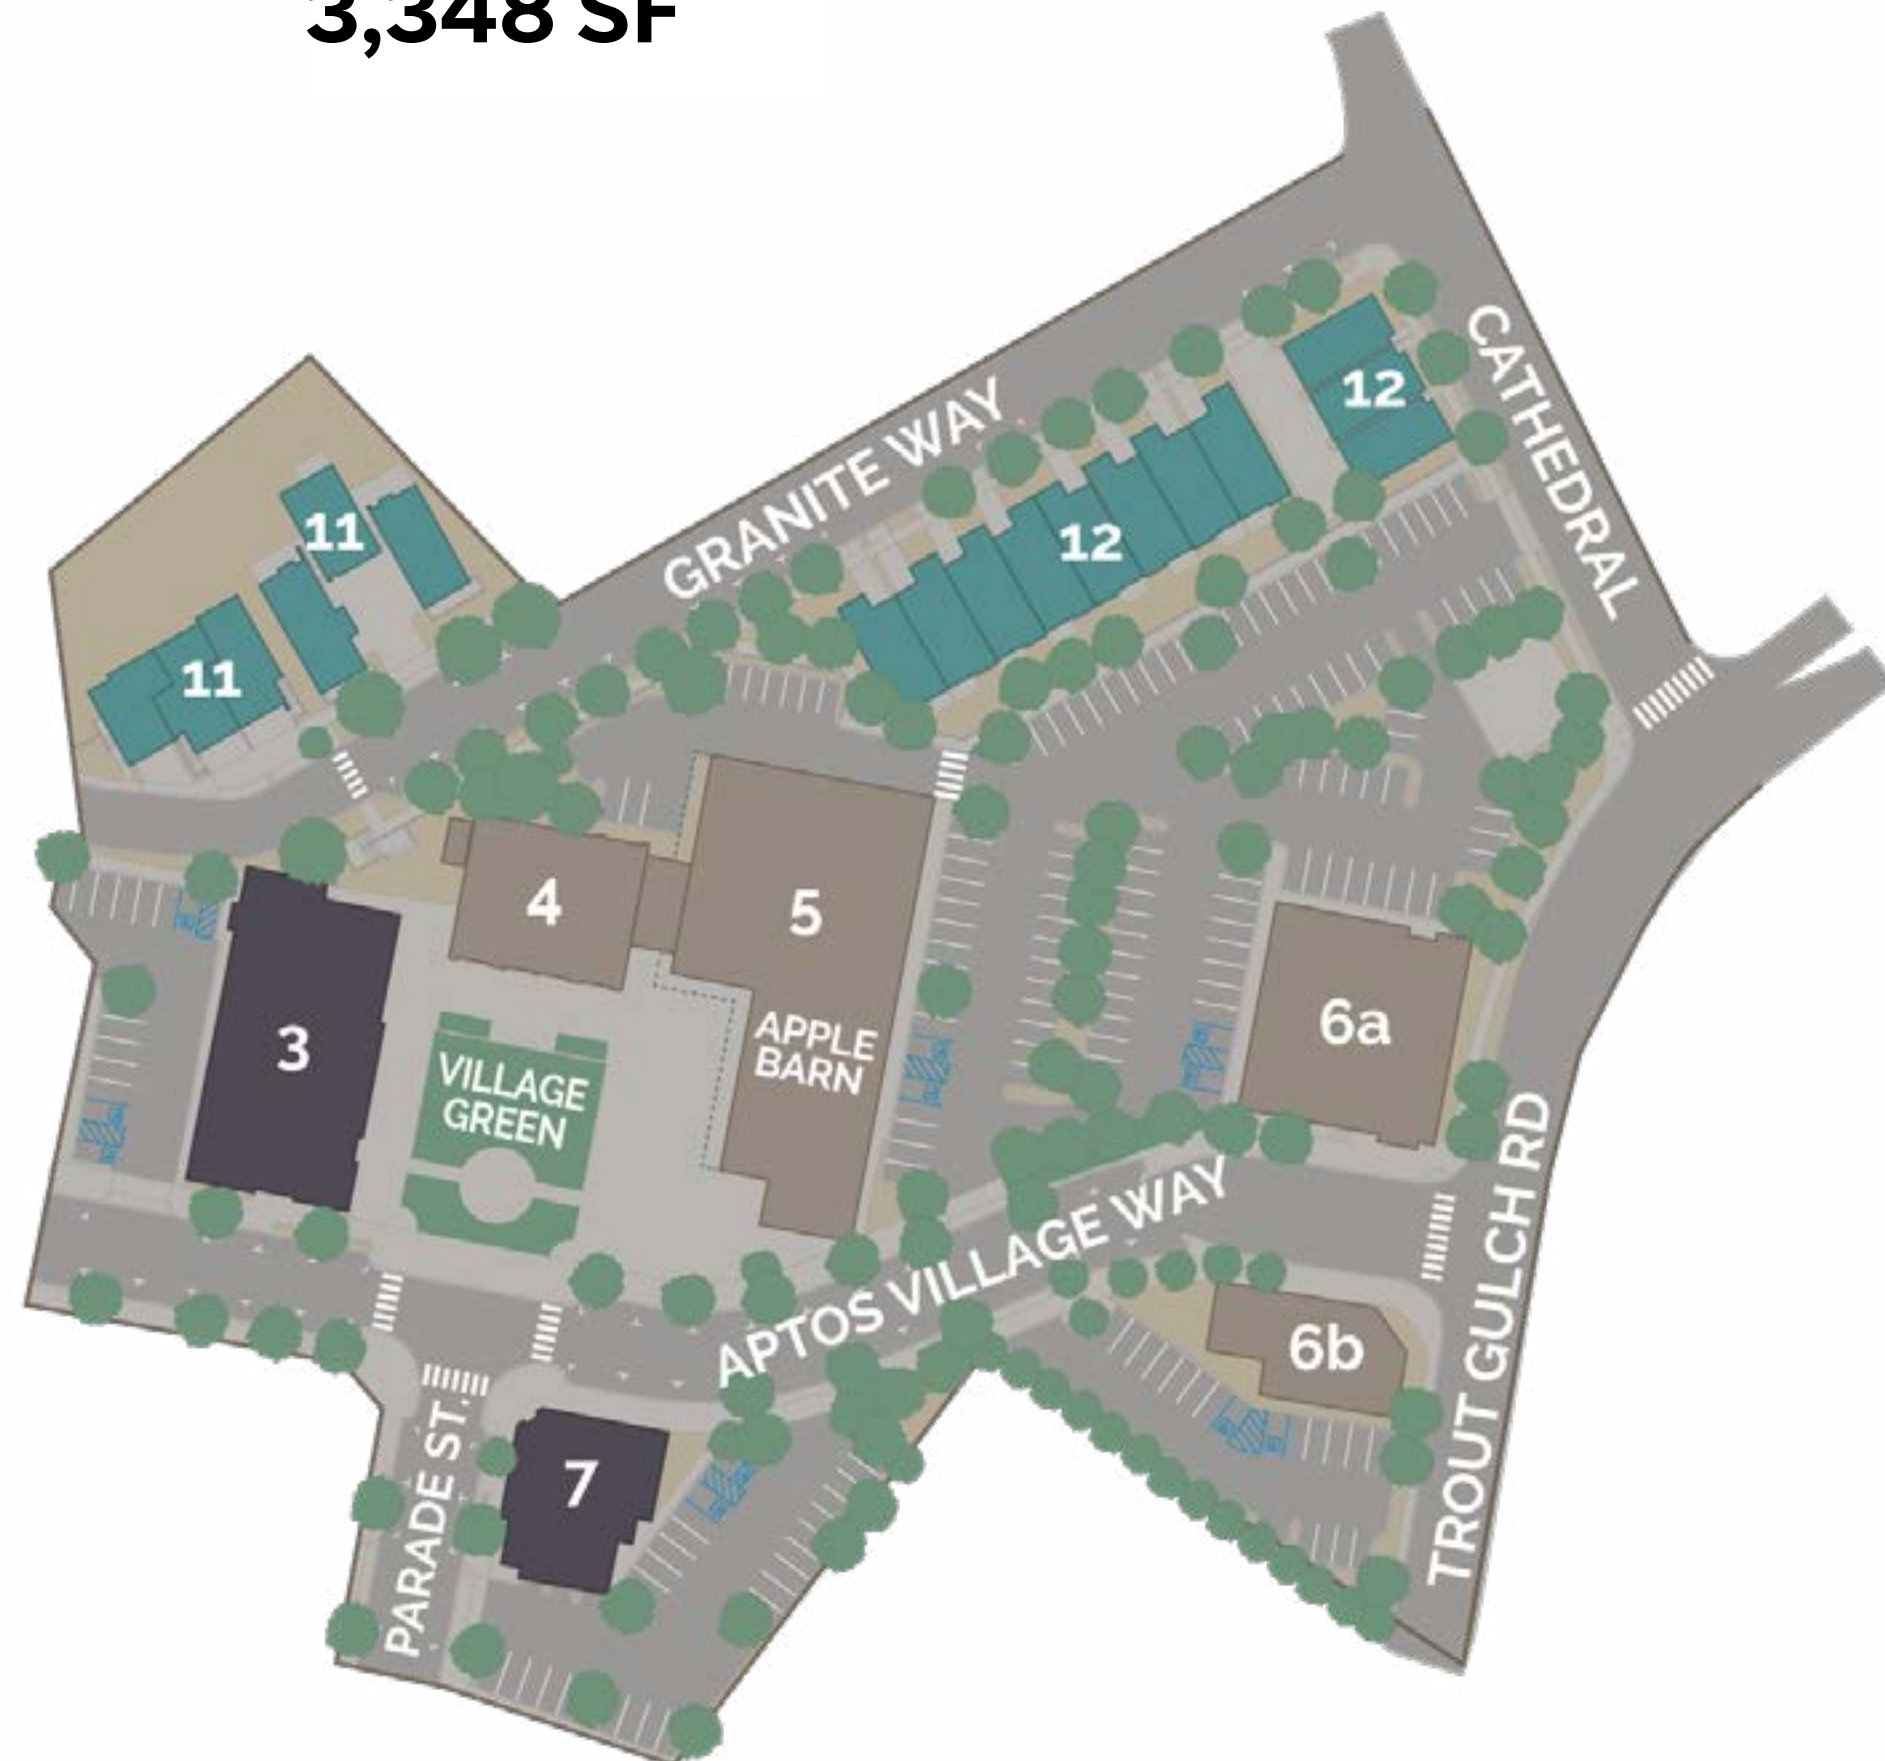 3,348 SF
CATHEDRAL
GRANITE WAY
12
12
11
11
4
5
3
6a
APPLE
BARN
VILLAGE
GREEN
APTOS VILLAGE WAY
TROUT GULCH RD
6b
7
PARADE ST.